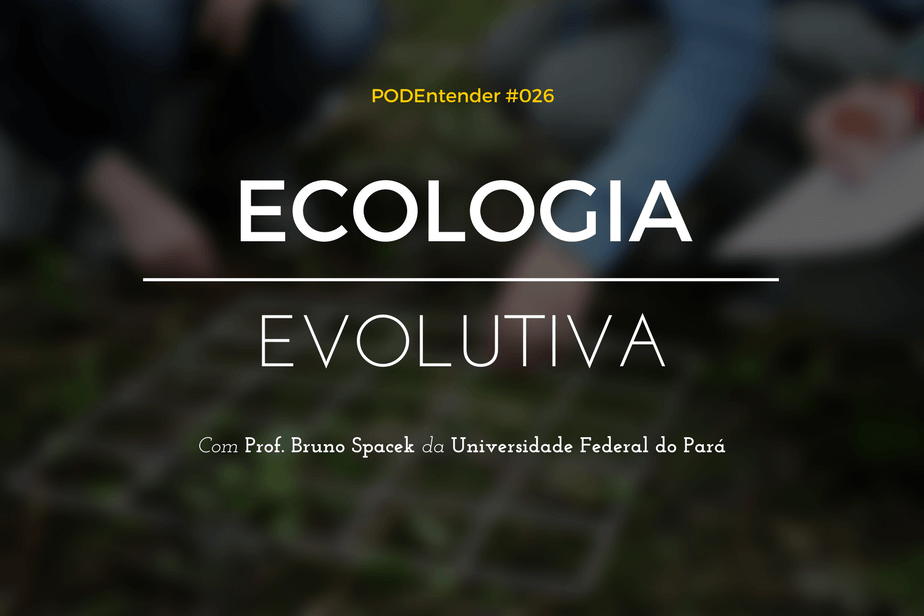 PODEntender #026
ECOLOGIA
EVOLUTIVA
Com Prof. Bruno Spacek da Universidade Federal do Pará